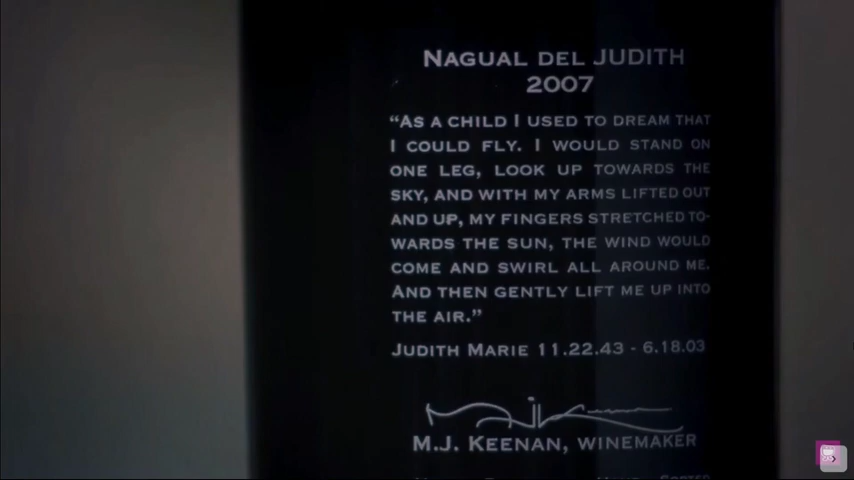 NAGUAL DEL JUDITH
2007
“AS A CHILD I USED TO DREAM THAT
I COULD FLY. I WOULD STAND ON
ONE LEG, LOOK UP TOWARDS THE
SKY, AND WITH MY ARMS LIFTED OUT
AND UP, MY FINGERS STRETCHED TO-
WARDS THE SUN, THE WIND WOULD
COME AND SWIRL ALL AROUND ME.
AND THEN GENTLY LIFT ME UP INTO
THE AIR.”
JUDITH MARIE 11.22.43 - 6.18.03
M.J. KEENAN, WINEMAKER